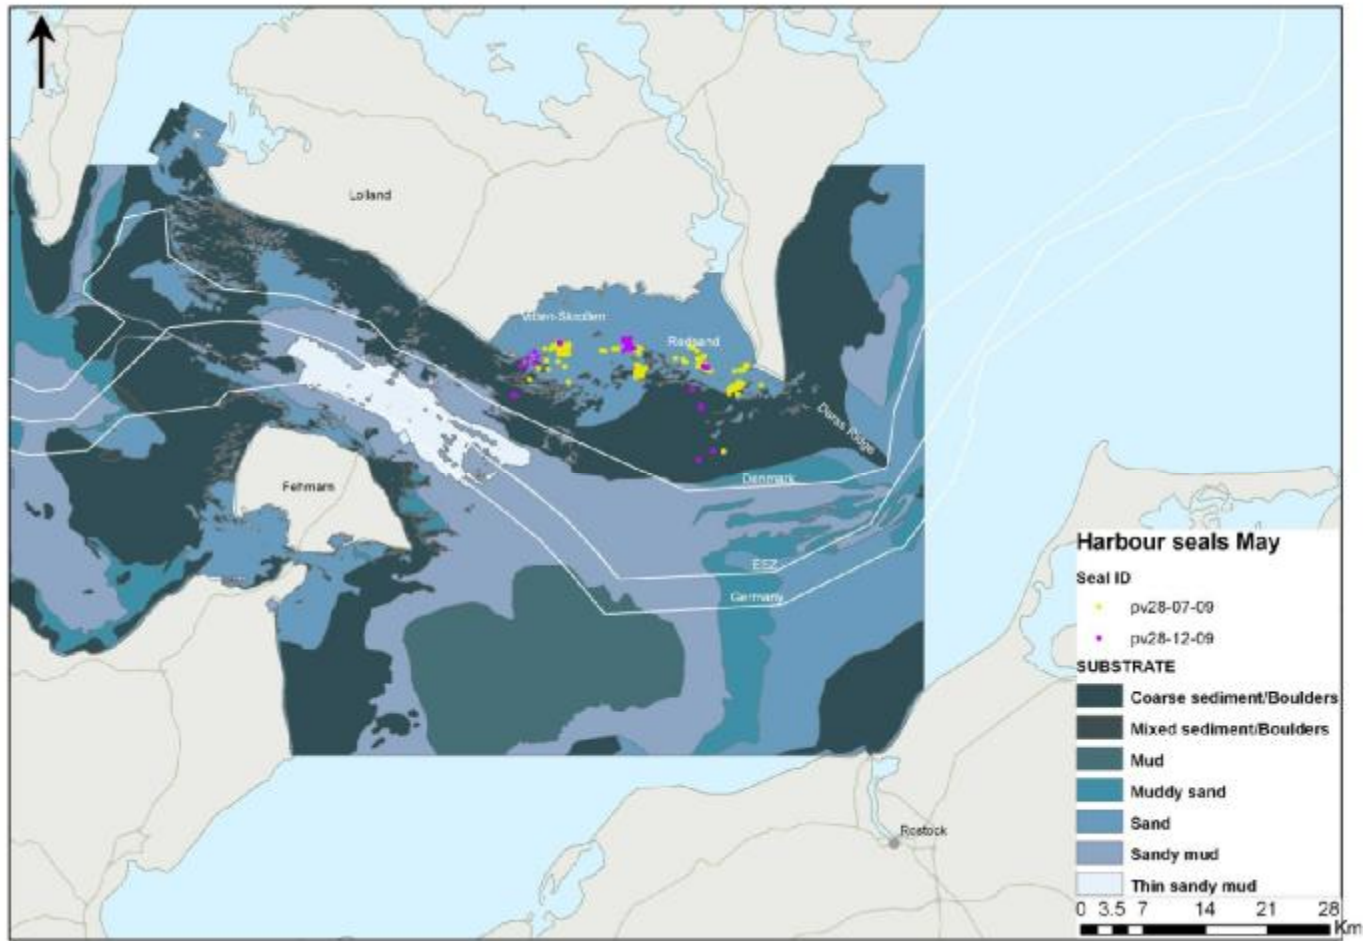 Lolland
Vitten-Skrollen
Rødsand
Darss Ridge
Denmark
Fehmarn
ESZ
Germany
Rostock
Harbour seals May
Seal ID
pv28-07-09
pv28-12-09
SUBSTRATE
Coarse sediment/Boulders
Mixed sediment/Boulders
Mud
Muddy sand
Sand
Sandy mud
Thin sandy mud
0 3.5 7 14 21 28
Km